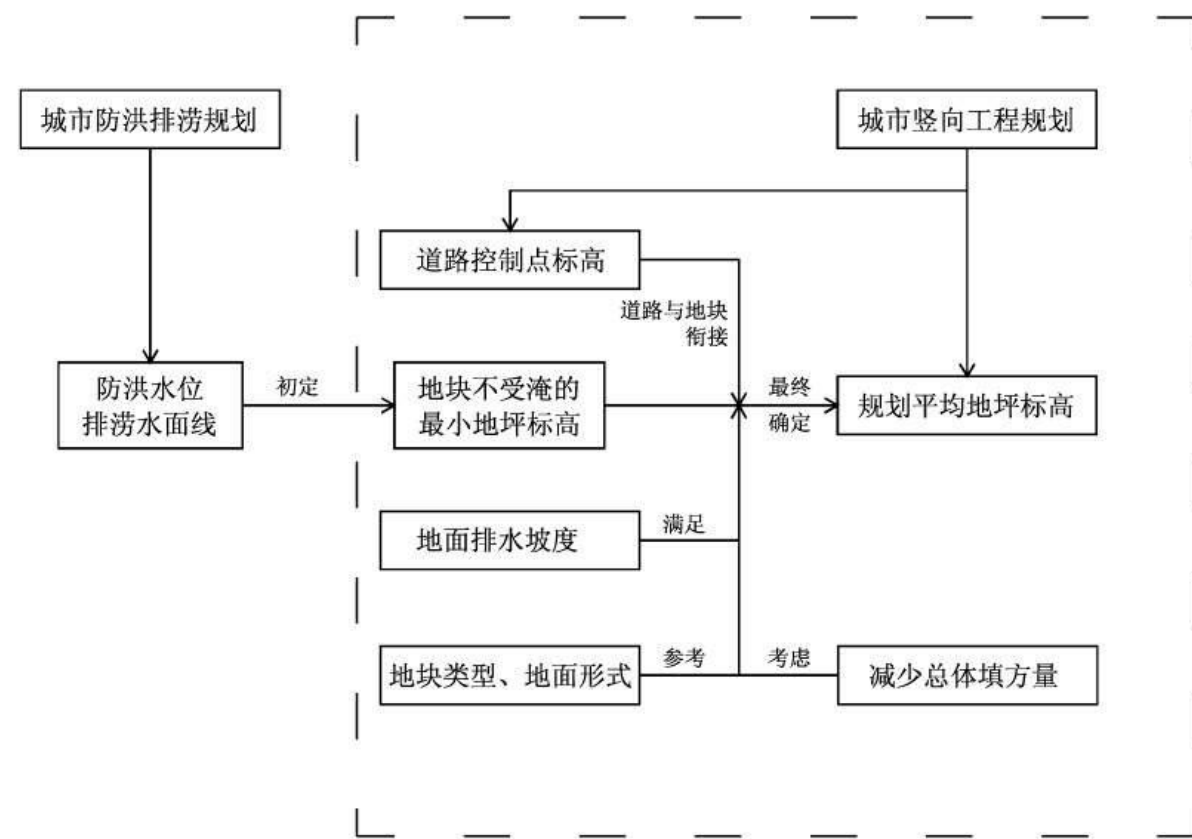 城市防洪排涝规划
城市竖向工程规划
道路控制点标高
道路与地块
衔接
防洪水位
排涝水面线
初定
地块不受淹的
最小地坪标高
最终
确定
规划平均地坪标高
地面排水坡度
满足
地块类型、地面形式
参考
考虑
减少总体填方量